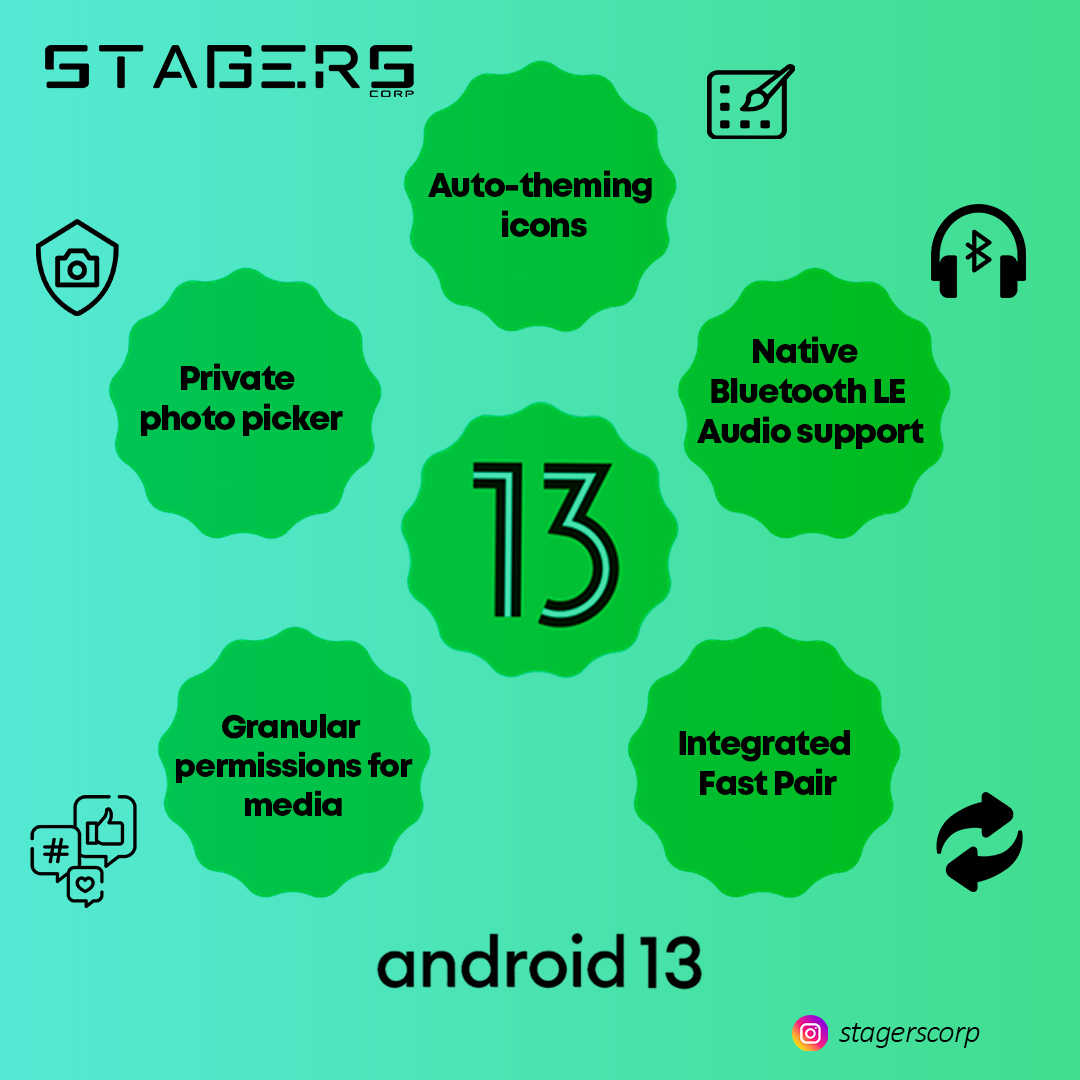 STAGERS
CORP
Auto-theming
icons
Private
photo picker
Native
Bluetooth LE
Audio support
13
Granular
permissions for
media
Integrated
Fast Pair
#
android 13
stagerscorp